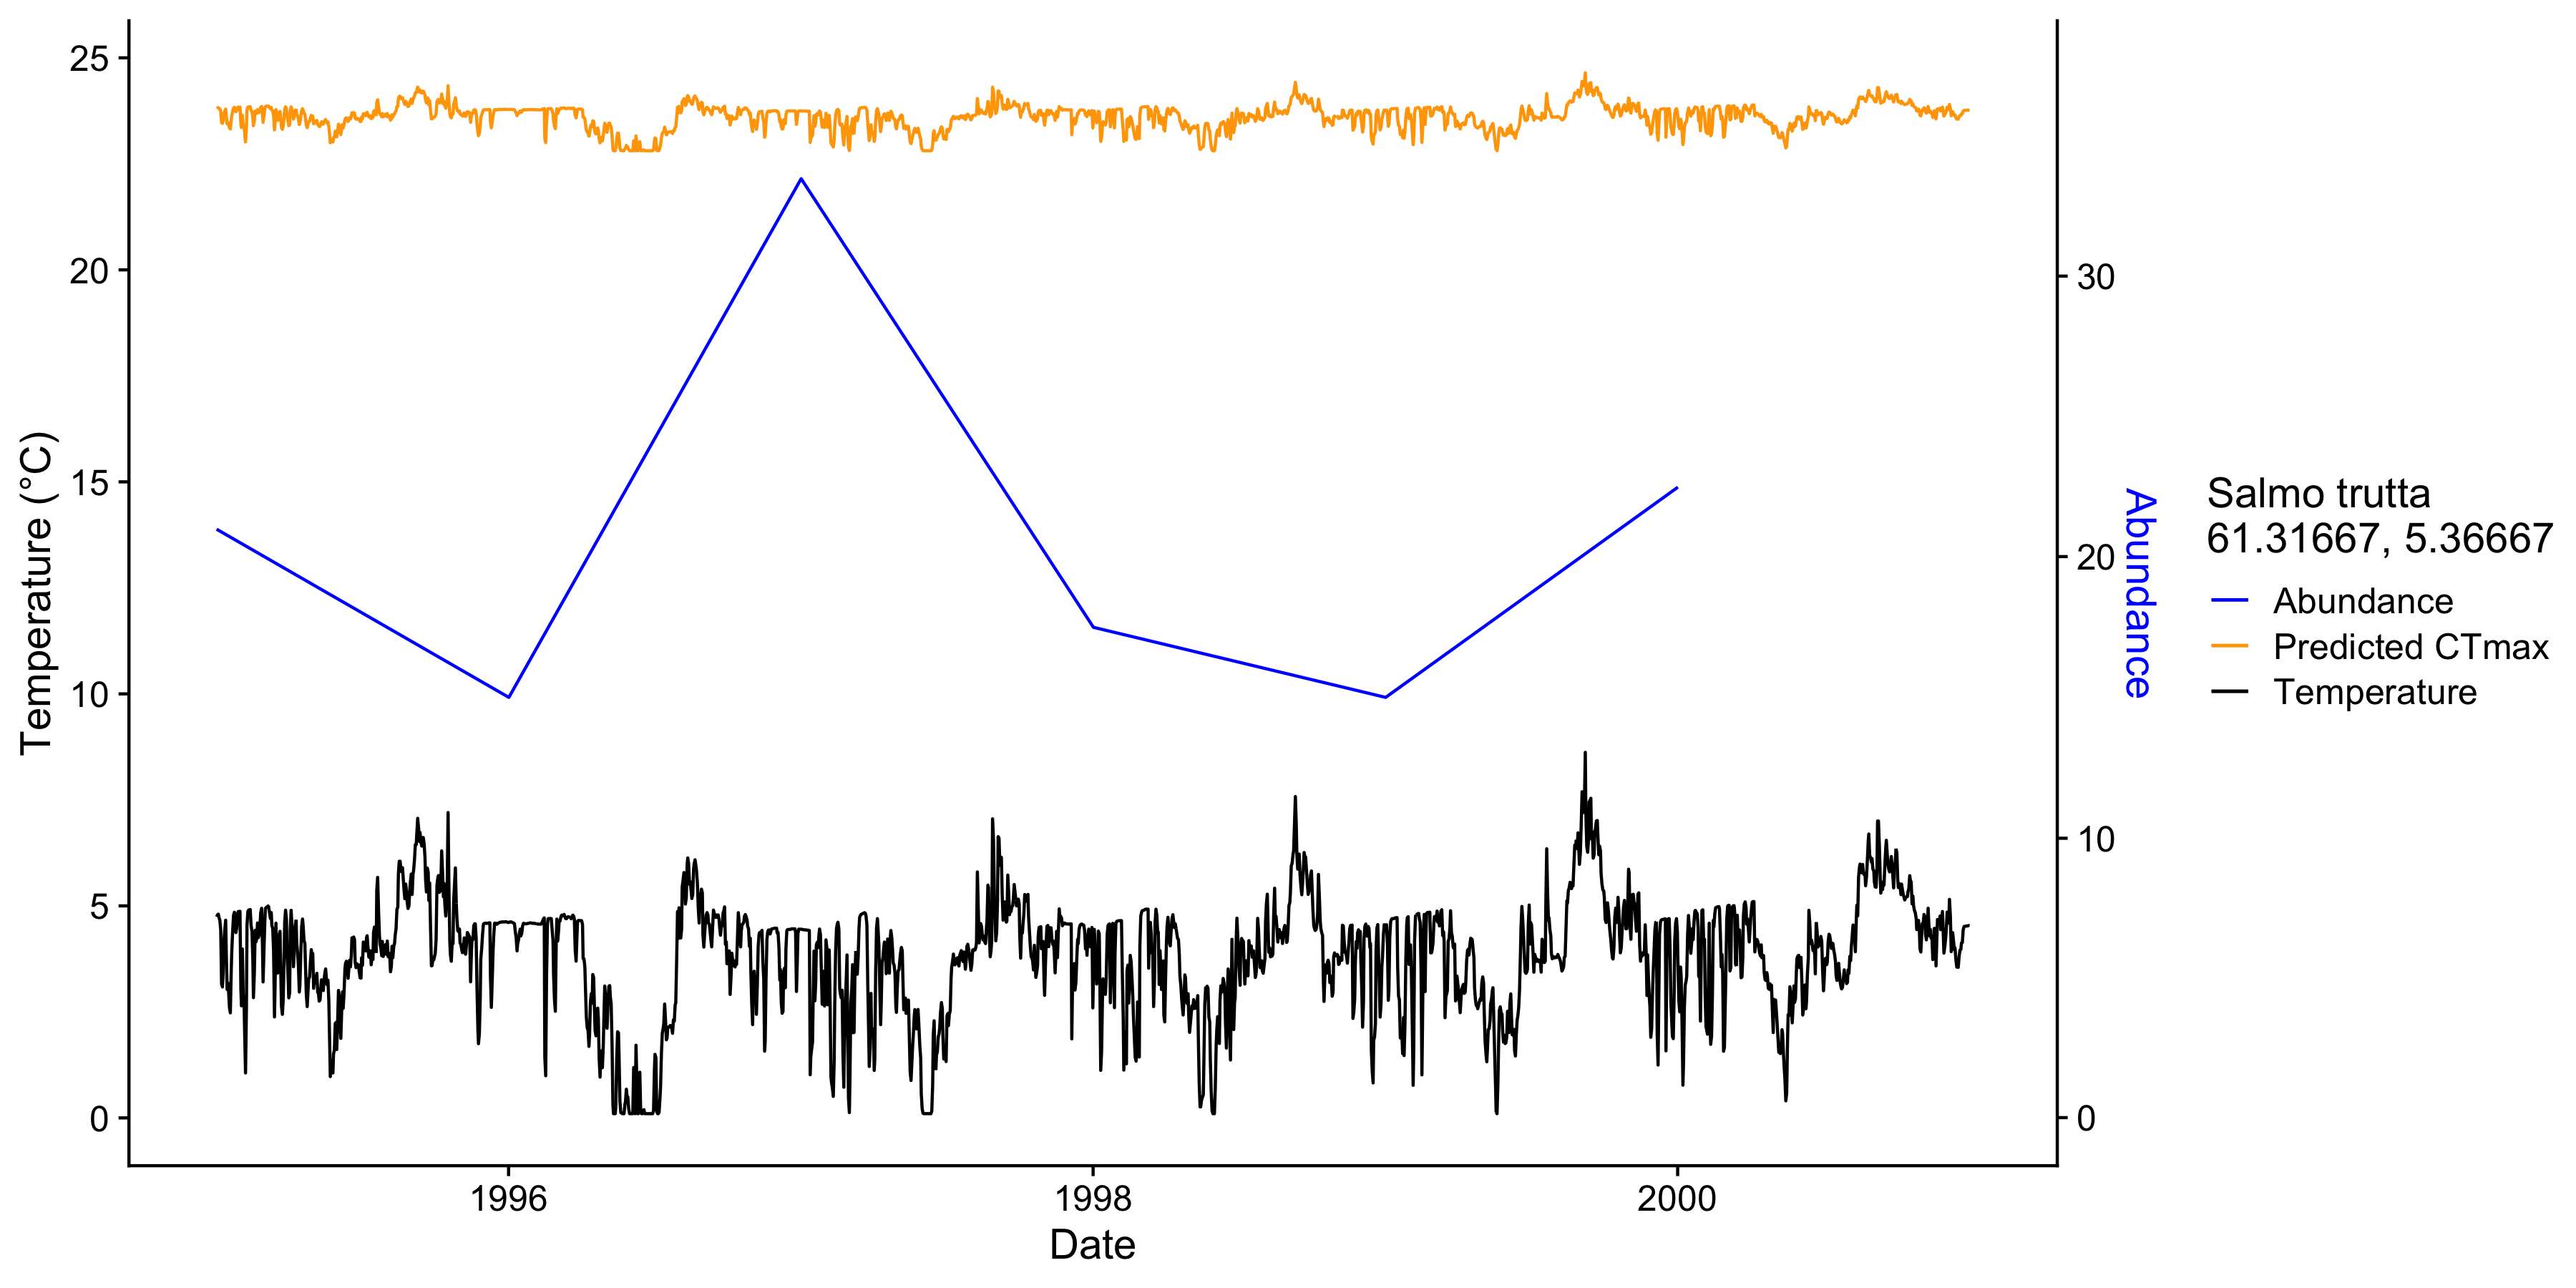 25
20
15
10
5
0
Temperature (°C)
1996
1998
2000
Date
30
20
10
0
Abundance
Salmo trutta
61.31667, 5.36667
Abundance
Predicted CTmax
Temperature